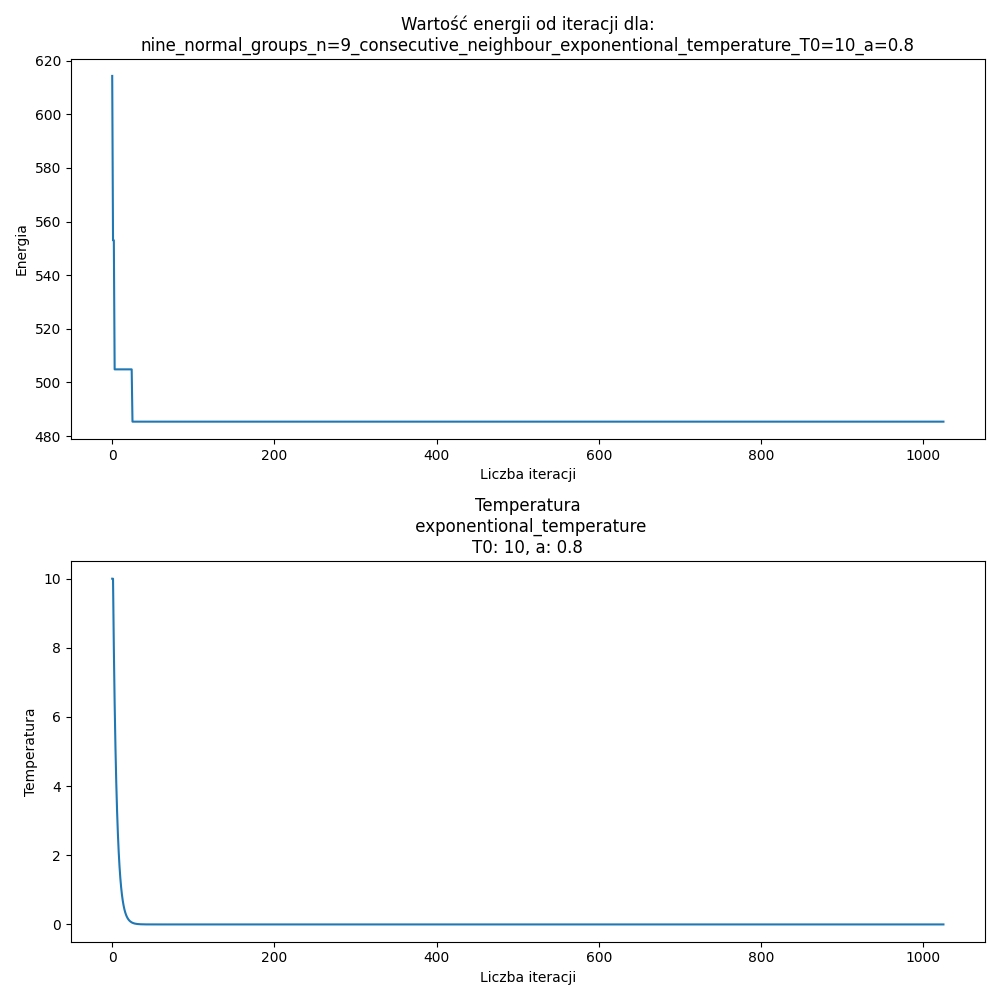 Wartość energii od iteracji dla:
nine_normal_groups_n=9_consecutive_neighbour_exponentional_temperature_T0=10_a=0.8
620
600
580
560
540
520
500
480
Energia
0 200 400 600 800 1000
Liczba iteracji
Temperatura
exponentional_temperature
T0: 10, a: 0.8
10
8
6
4
2
0
Temperatura
0 200 400 600 800 1000
Liczba iteracji